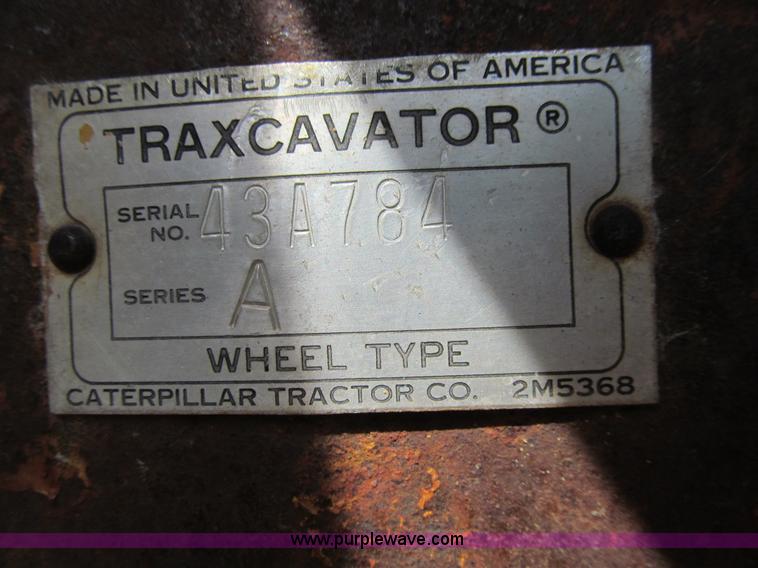 MADE IN UNITED STATES OF AMERICA
TRAXCAVATOR ®
SERIAL NO. 43A784
SERIES A
WHEEL TYPE
CATERPILLAR TRACTOR CO. 2M5368
www.purplewave.com